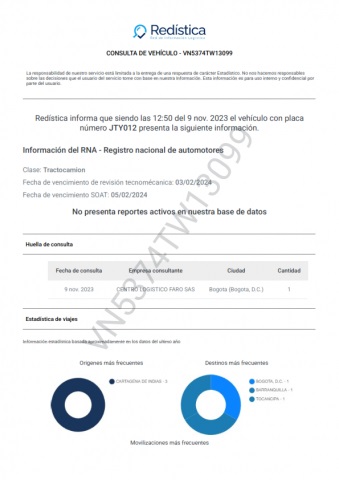 Redística
CONSULTA DE VEHÍCULO - VN5374TW13099
La responsabilidad de nuestro servicio está limitada a la entrega de una respuesta de carácter Estadístico. No nos hacemos responsables
sobre las decisiones que el usuario del servicio tome con base en nuestra información. Esta información es para uso interno y confidencial por
parte del usuario.
Redística informa que siendo las 12:50 del 9 nov. 2023 el vehículo con placa
número JTY012 presenta la siguiente información.
Información del RNA - Registro nacional de automotores
Clase: Tractocamion
Fecha de vencimiento de revisión tecnomécanica: 03/02/2024
Fecha de vencimiento SOAT: 05/02/2024
No presenta reportes activos en nuestra base de datos
Huella de consulta
Fecha de consulta Empresa consultante Ciudad Cantidad
9 nov. 2023 CENTRO LOGISTICO FARO SAS Bogota (Bogota, D.C.) 1
Estadística de viajes
Información estadística basada aproximadamente en los datos del último año
Orígenes más frecuentes Destinos más frecuentes
CARTAGENA DE INDIAS - 3
BOGOTA, D.C. - 1
BARRANQUILLA - 1
TOCANCIPA - 1
Movilizaciones más frecuentes
VN5374TW13099